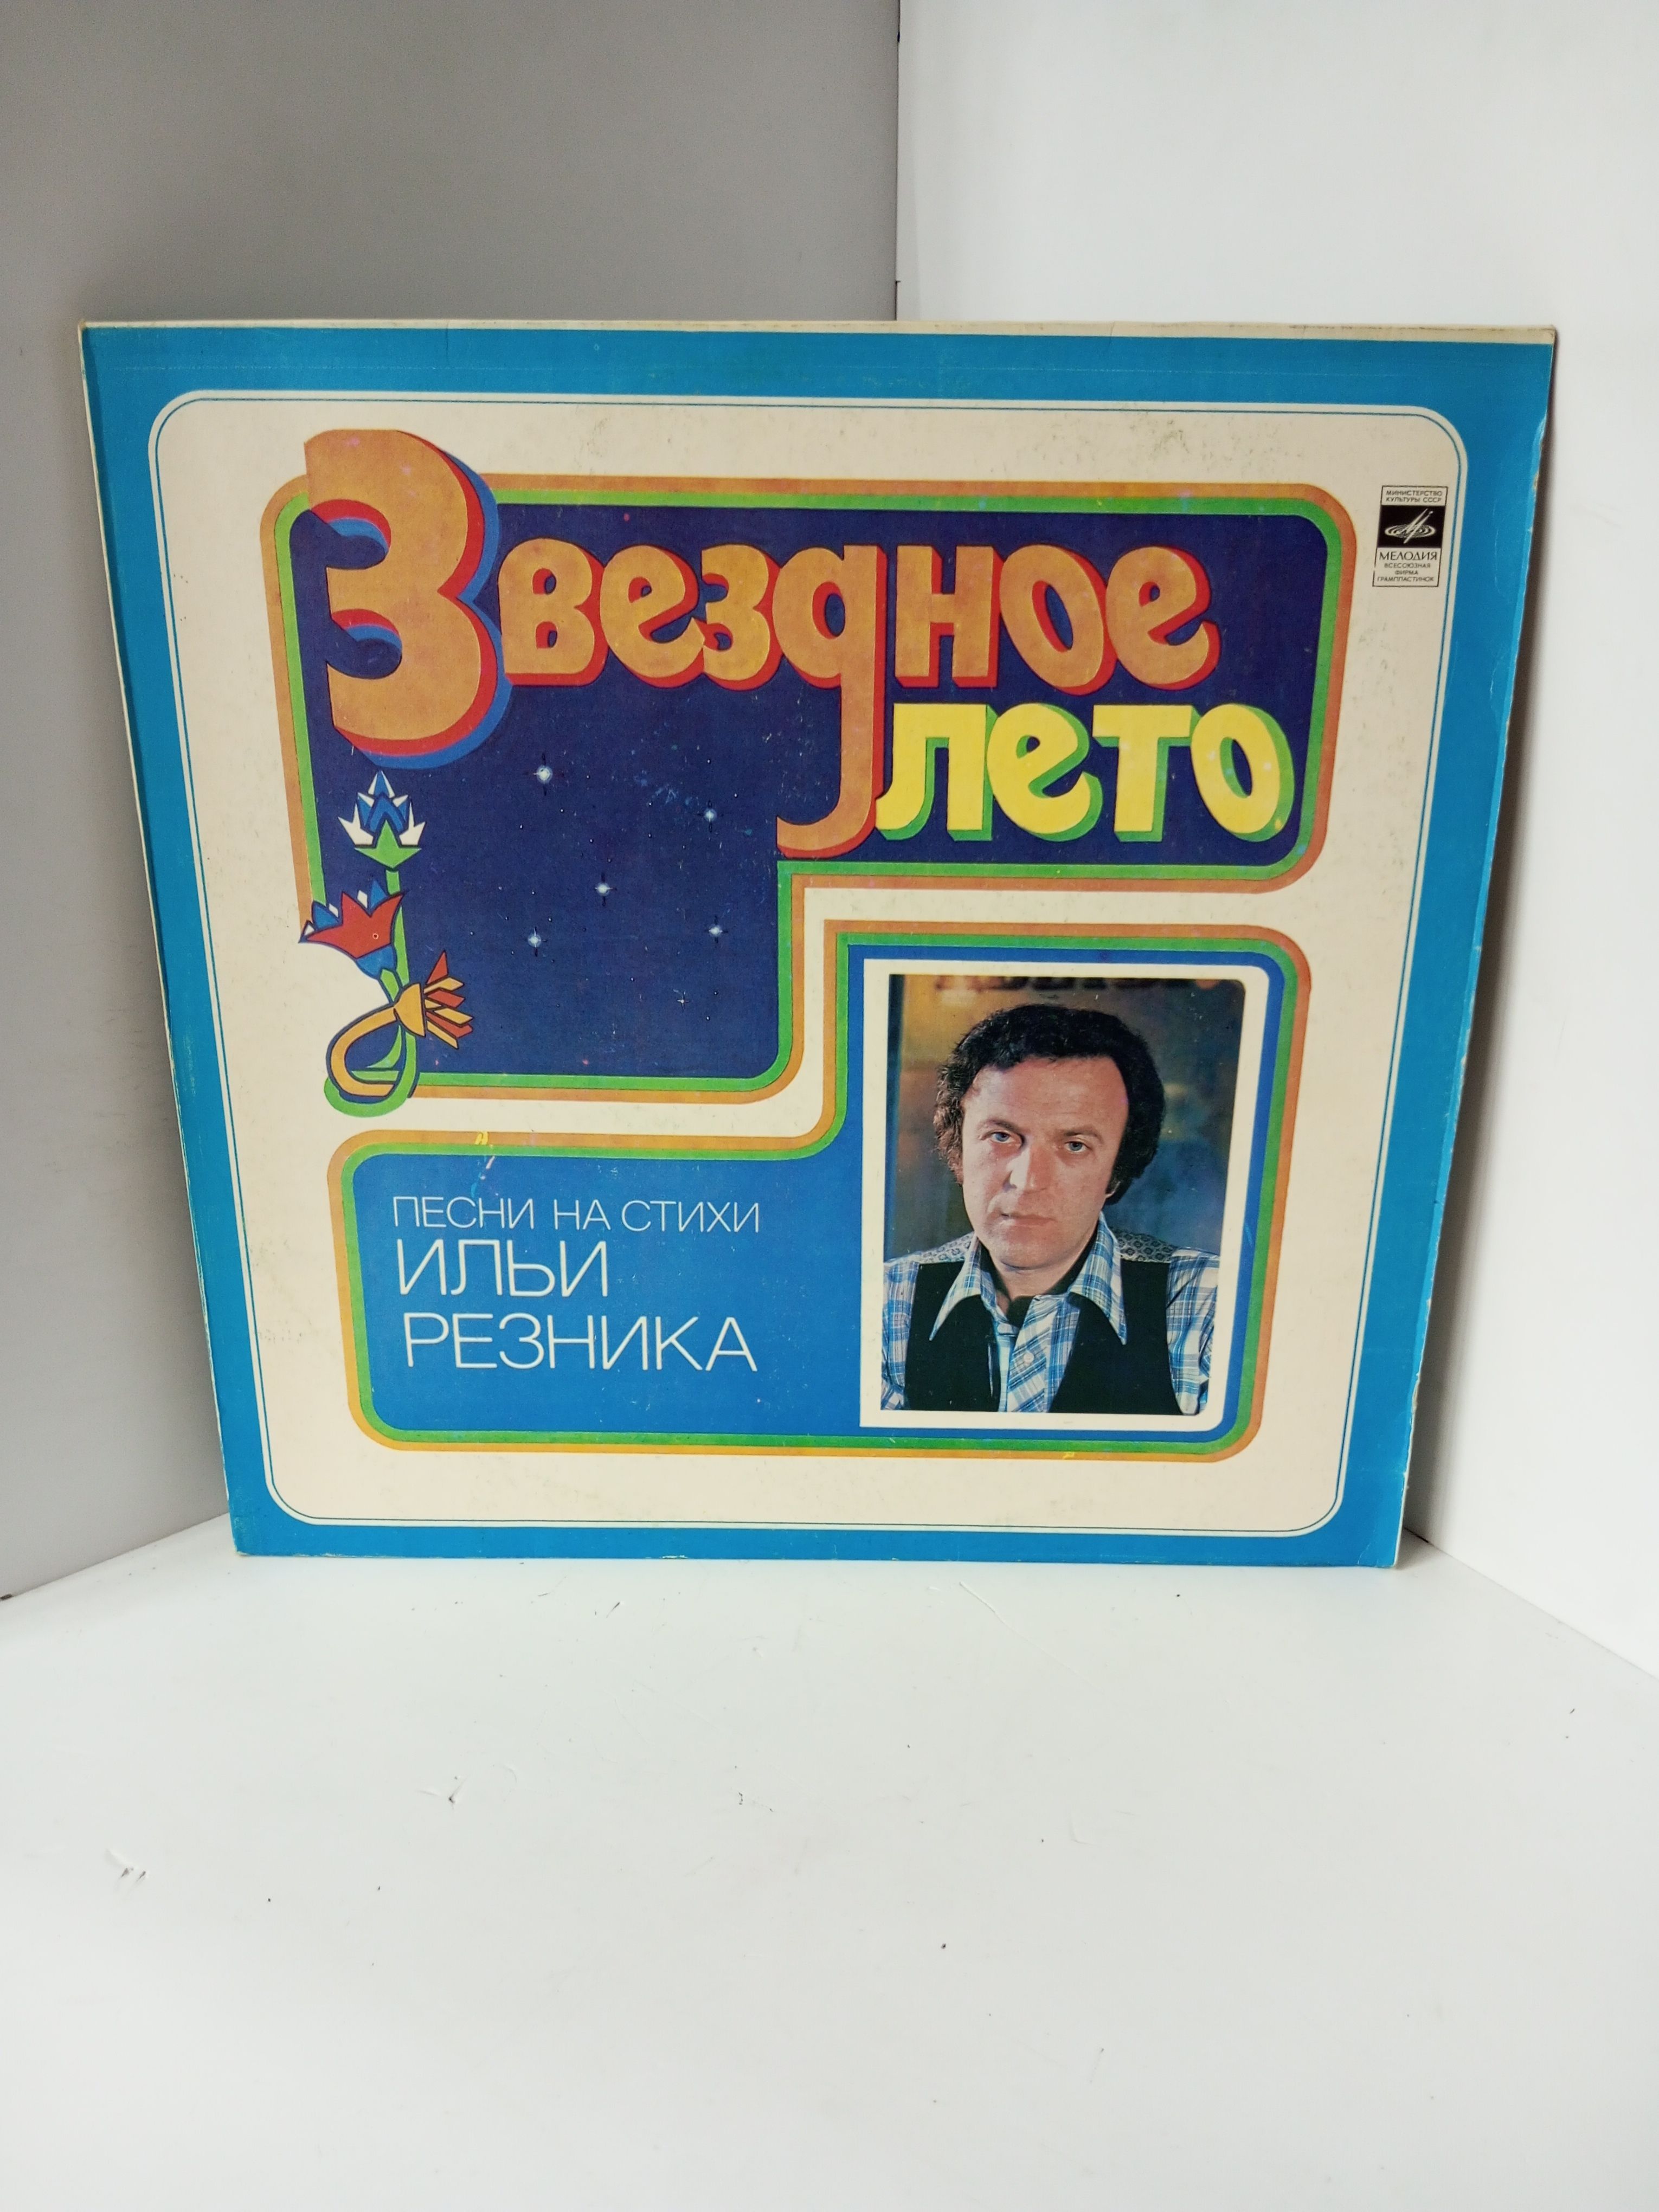 Звездное
лето
МИНИСТЕРСТВО
КУЛЬТУРЫ СССР
МЕЛОДИЯ
ВСЕСОЮЗНАЯ
ФИРМА
ГРАМПЛАСТИНОК
ПЕСНИ НА СТИХИ
ИЛЬИ
РЕЗНИКА